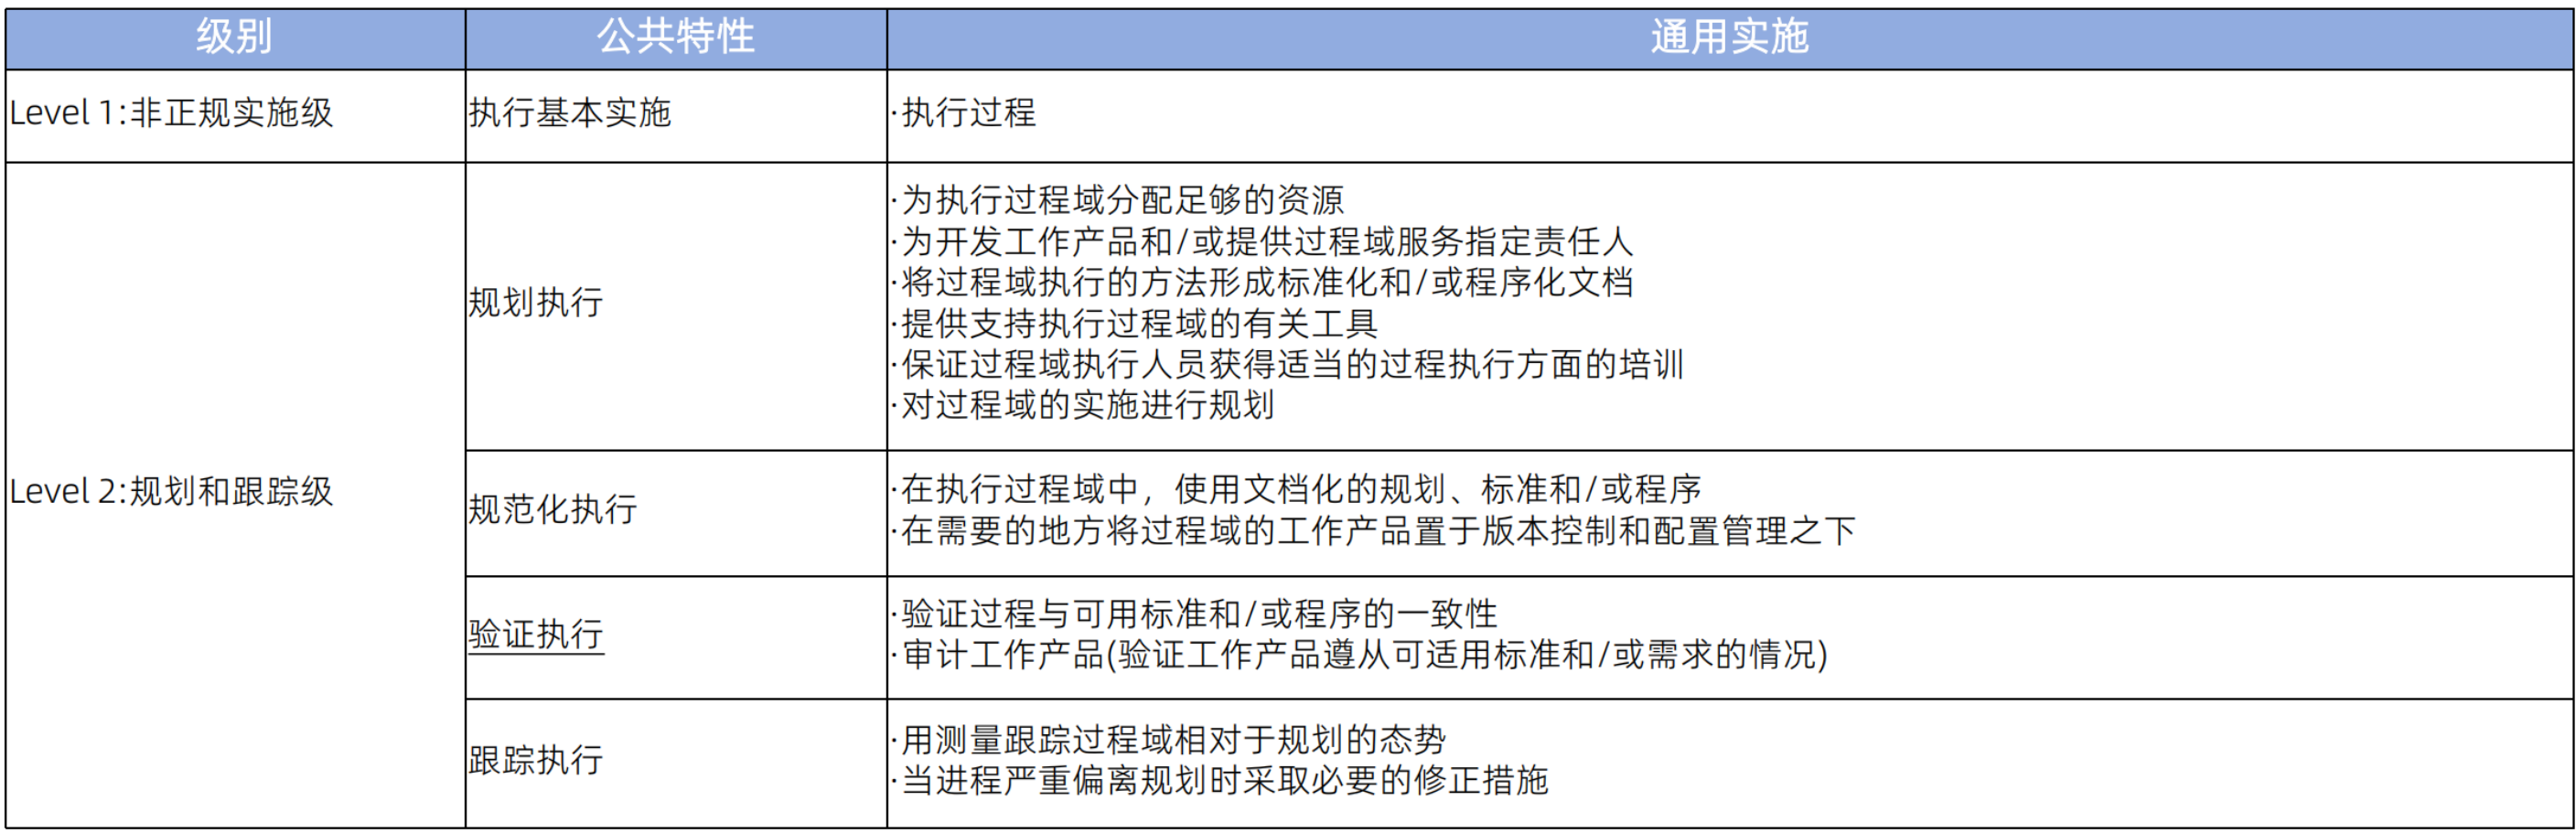 级别 公共特性 通用实施
Level 1:非正规实施级 执行基本实施 ·执行过程
Level 2:规划和跟踪级
规划执行
·为执行过程域分配足够的资源
·为开发工作产品和/或提供过程域服务指定责任人
·将过程域执行的方法形成标准化和/或程序化文档
·提供支持执行过程域的有关工具
·保证过程域执行人员获得适当的过程执行方面的培训
·对过程域的实施进行规划
规范化执行
·在执行过程域中，使用文档化的规划、标准和/或程序
·在需要的地方将过程域的工作产品置于版本控制和配置管理之下
验证执行
·验证过程与可用标准和/或程序的一致性
·审计工作产品(验证工作产品遵从可适用标准和/或需求的情况)
跟踪执行
·用测量跟踪过程域相对于规划的态势
·当进程严重偏离规划时采取必要的修正措施